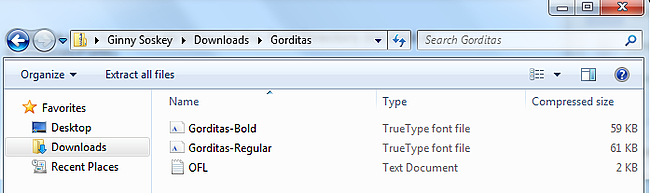 Ginny Soskey ▸ Downloads ▸ Gorditas
Search Gorditas
Organize Extract all files
Favorites
Desktop
Downloads
Recent Places
Name Type Compressed size
Gorditas-Bold TrueType font file 59 KB
Gorditas-Regular TrueType font file 61 KB
OFL Text Document 2 KB